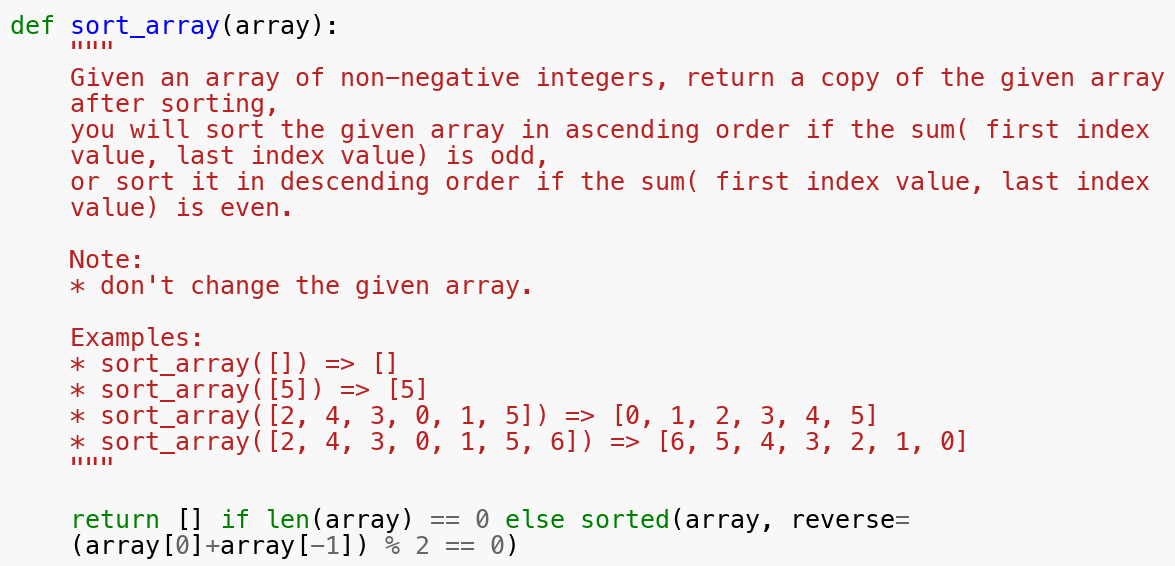 def sort_array(array):
    """
    Given an array of non-negative integers, return a copy of the given array
    after sorting,
    you will sort the given array in ascending order if the sum( first index
    value, last index value) is odd,
    or sort it in descending order if the sum( first index value, last index
    value) is even.

    Note:
    * don't change the given array.

    Examples:
    * sort_array([]) => []
    * sort_array([5]) => [5]
    * sort_array([2, 4, 3, 0, 1, 5]) => [0, 1, 2, 3, 4, 5]
    * sort_array([2, 4, 3, 0, 1, 5, 6]) => [6, 5, 4, 3, 2, 1, 0]
    """

    return [] if len(array) == 0 else sorted(array, reverse=
    (array[0]+array[-1]) % 2 == 0)